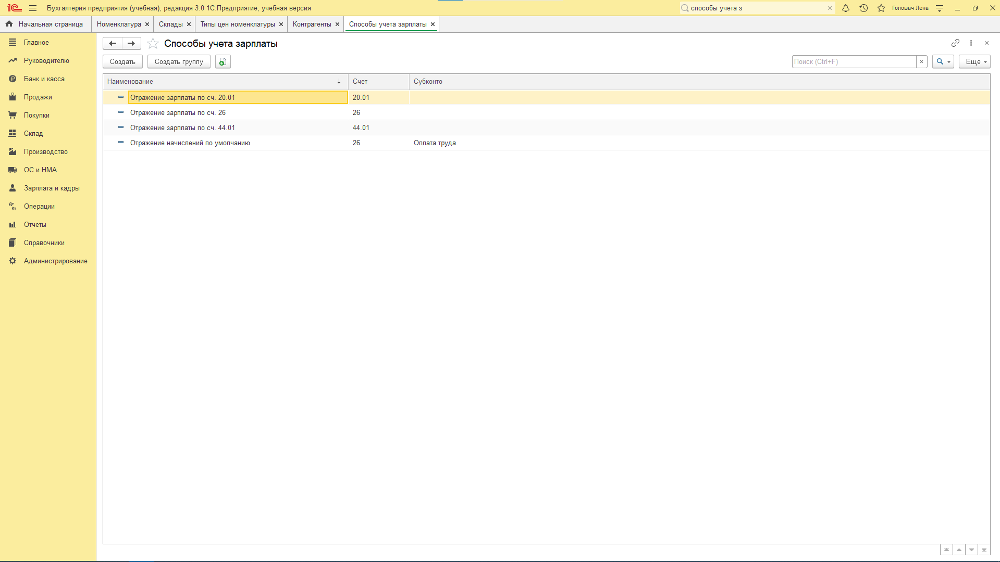 1С Бухгалтерия предприятия (учебная), редакция 3.0 1С:Предприятие, учебная версия способы учета з Головач Лена
Начальная страница Номенклатура Склады Типы цен номенклатуры Контрагенты Способы учета зарплаты
Главное
Руководителю
Банк и касса
Продажи
Покупки
Склад
Производство
ОС и НМА
Зарплата и кадры
Операции
Отчеты
Справочники
Администрирование
Способы учета зарплаты
Создать Создать группу Поиск (Ctrl+F) Еще
Наименование Счет Субконто
Отражение зарплаты по сч. 20.01 20.01
Отражение зарплаты по сч. 26 26
Отражение зарплаты по сч. 44.01 44.01
Отражение начислений по умолчанию 26 Оплата труда